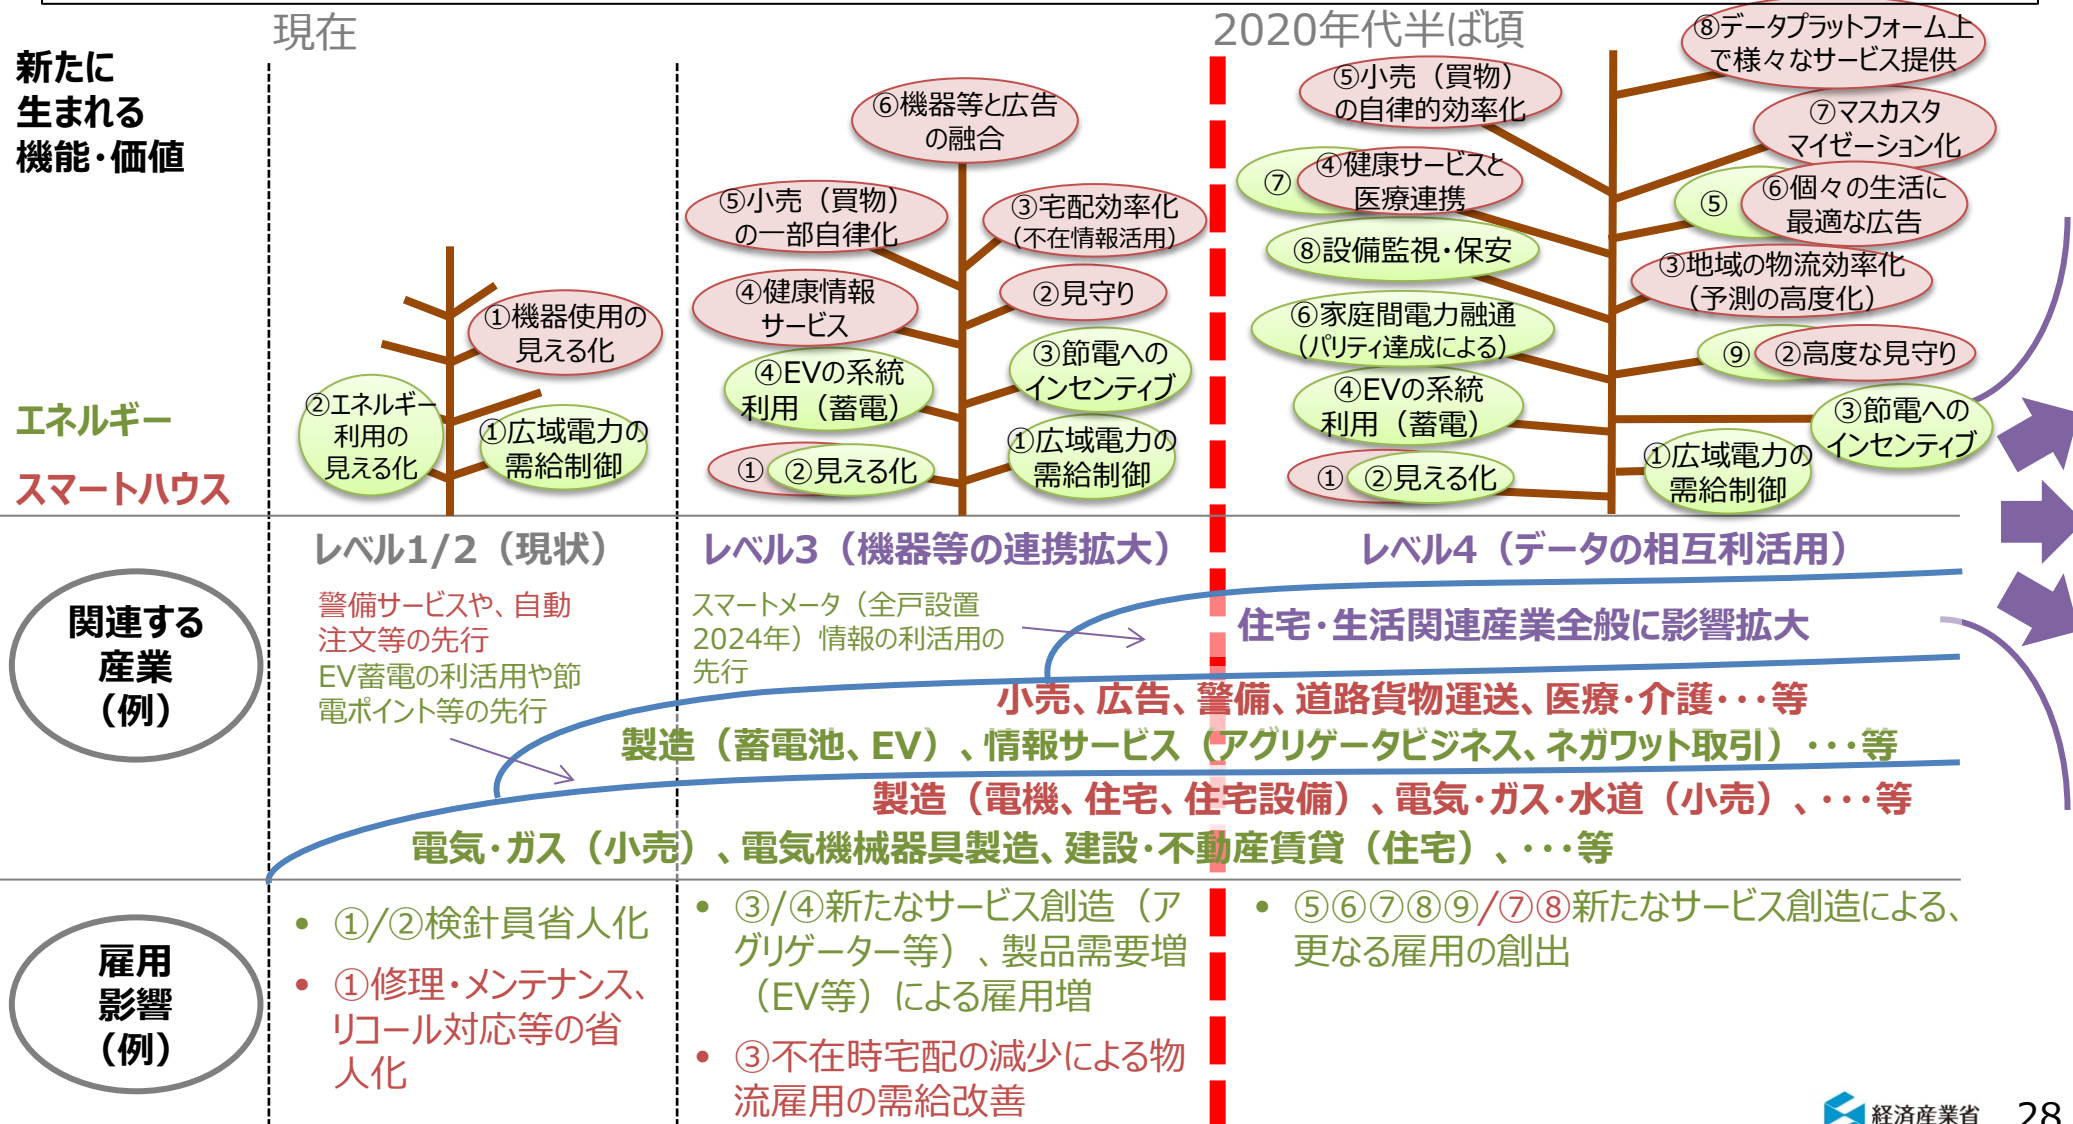 現在
2020年代半ば頃
新たに
生まれる
機能・価値
エネルギー
スマートハウス
①機器使用の
見える化
②エネルギー
利用の
見える化
①広域電力の
需給制御
⑥機器等と広告
の融合
⑤小売（買物）
の一部自律化
③宅配効率化
（不在情報活用）
④健康情報
サービス
②見守り
④EVの系統
利用（蓄電）
③節電への
インセンティブ
①
②見える化
①広域電力の
需給制御
⑧データプラットフォーム上
で様々なサービス提供
⑤小売（買物）
の自律的効率化
⑦マスカスタ
マイゼーション化
⑦
④健康サービスと
医療連携
⑤
⑥個々の生活に
最適な広告
⑧設備監視・保安
③地域の物流効率化
（予測の高度化）
⑥家庭間電力融通
（パリティ達成による）
⑨
②高度な見守り
④EVの系統
利用（蓄電）
③節電への
インセンティブ
①
②見える化
①広域電力の
需給制御
レベル1/2（現状）
レベル3（機器等の連携拡大）
レベル4（データの相互利活用）
関連する
産業
（例）
警備サービスや、自動
注文等の先行
EV蓄電の利活用や節
電ポイント等の先行
スマートメータ（全戸設置
2024年）情報の利活用の
先行
住宅・生活関連産業全般に影響拡大
小売、広告、警備、道路貨物運送、医療・介護・・・等
製造（蓄電池、EV）、情報サービス（アグリゲータビジネス、ネガワット取引）・・・等
製造（電機、住宅、住宅設備）、電気・ガス・水道（小売）、・・・等
電気・ガス（小売）、電気機械器具製造、建設・不動産賃貸（住宅）、・・・等
雇用
影響
（例）
• ①/②検針員省人化
• ①修理・メンテナンス、
リコール対応等の省
人化
• ③/④新たなサービス創造（ア
グリゲーター等）、製品需要増
（EV等）による雇用増
• ③不在時宅配の減少による物
流雇用の需給改善
• ⑤⑥⑦⑧⑨/⑦⑧新たなサービス創造による、
更なる雇用の創出
経済産業省
28